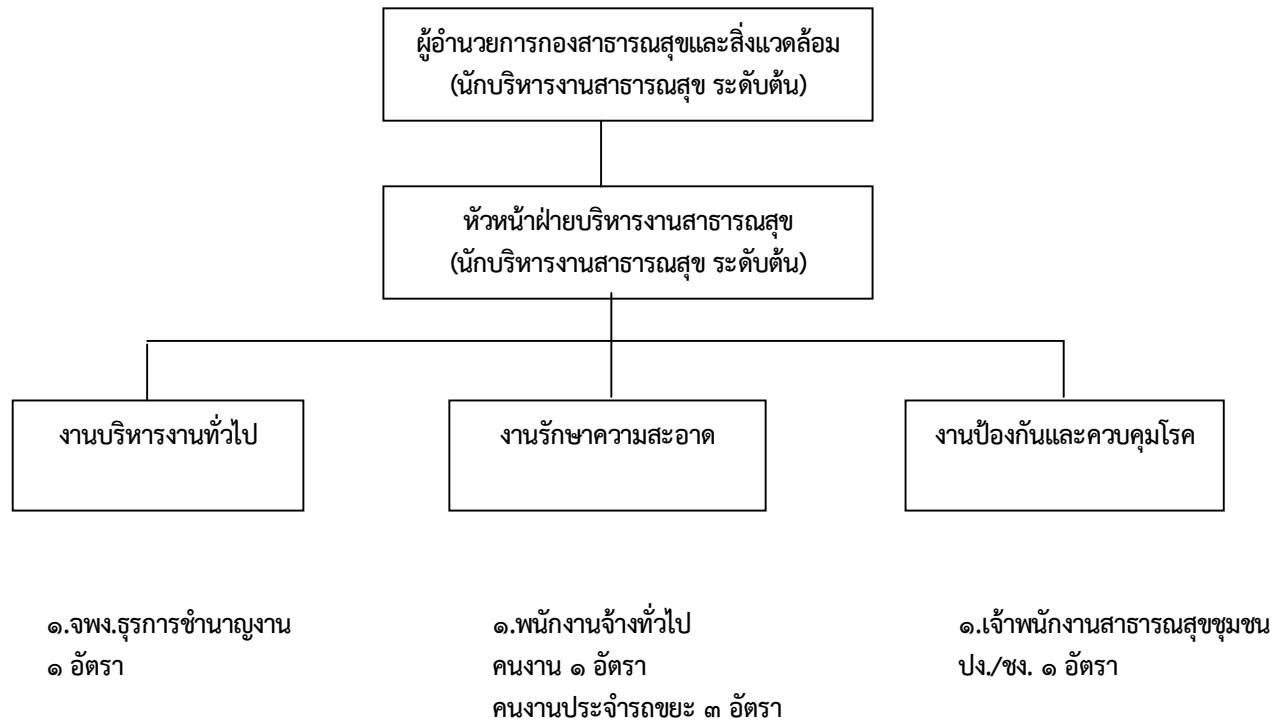 ผู้อำนวยการกองสาธารณสุขและสิ่งแวดล้อม
(นักบริหารงานสาธารณสุข ระดับต้น)
หัวหน้าฝ่ายบริหารงานสาธารณสุข
(นักบริหารงานสาธารณสุข ระดับต้น)
งานบริหารงานทั่วไป
งานรักษาความสะอาด
งานป้องกันและควบคุมโรค
๑.จพง.ธุรการชำนาญงาน
๑ อัตรา
๑.พนักงานจ้างทั่วไป
คนงาน ๑ อัตรา
คนงานประจำรถขยะ ๓ อัตรา
๑.เจ้าพนักงานสาธารณสุขชุมชน
ปง./ชง. ๑ อัตรา